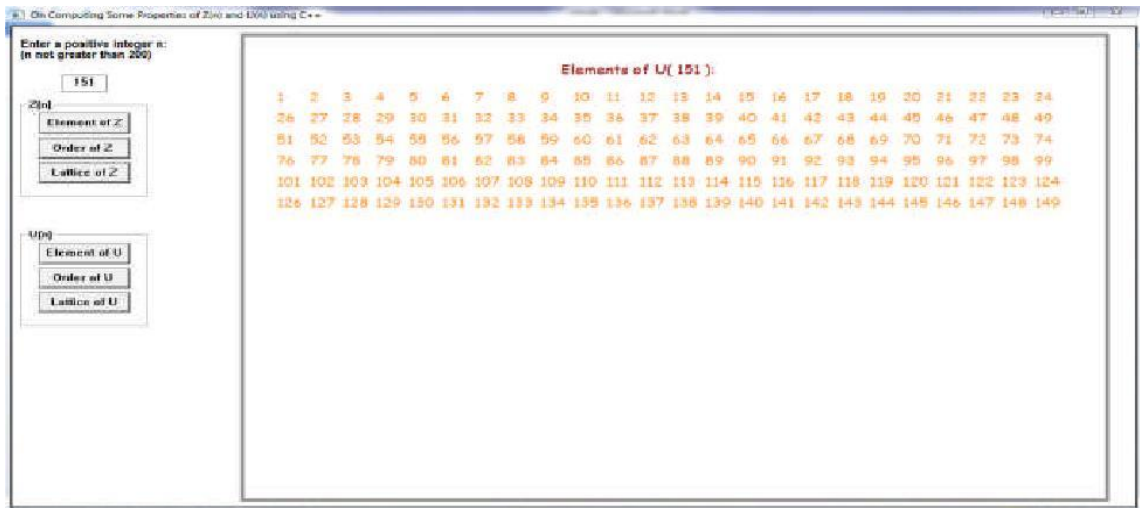 On Computing Some Properties of Z(n) and U(n) using C++
Enter a positive integer n:
(n not greater than 200)
151
Z(n)
Element of Z
Order of Z
Lattice of Z
U(n)
Element of U
Order of U
Lattice of U
Elements of U( 151 ):
1 2 3 4 5 6 7 8 9 10 11 12 13 14 15 16 17 18 19 20 21 22 23 24
26 27 28 29 30 31 32 33 34 35 36 37 38 39 40 41 42 43 44 45 46 47 48 49
51 52 53 54 55 56 57 58 59 60 61 62 63 64 65 66 67 68 69 70 71 72 73 74
76 77 78 79 80 81 82 83 84 85 86 87 88 89 90 91 92 93 94 95 96 97 98 99
101 102 103 104 105 106 107 108 109 110 111 112 113 114 115 116 117 118 119 120 121 122 123 124
126 127 128 129 130 131 132 133 134 135 136 137 138 139 140 141 142 143 144 145 146 147 148 149